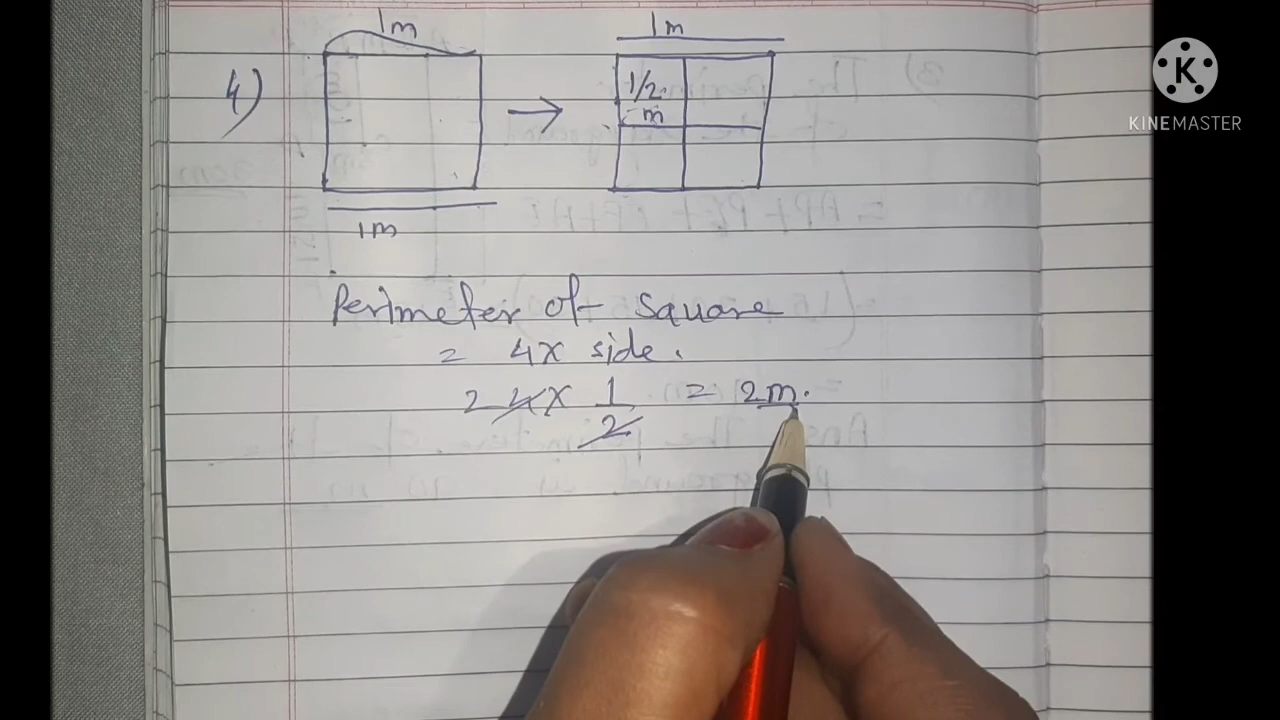 1m 1m
4) → 1/2
m
1m
Perimeter of square
= 4x side.
2 4x 1/2 = 2m.
KINEMASTER